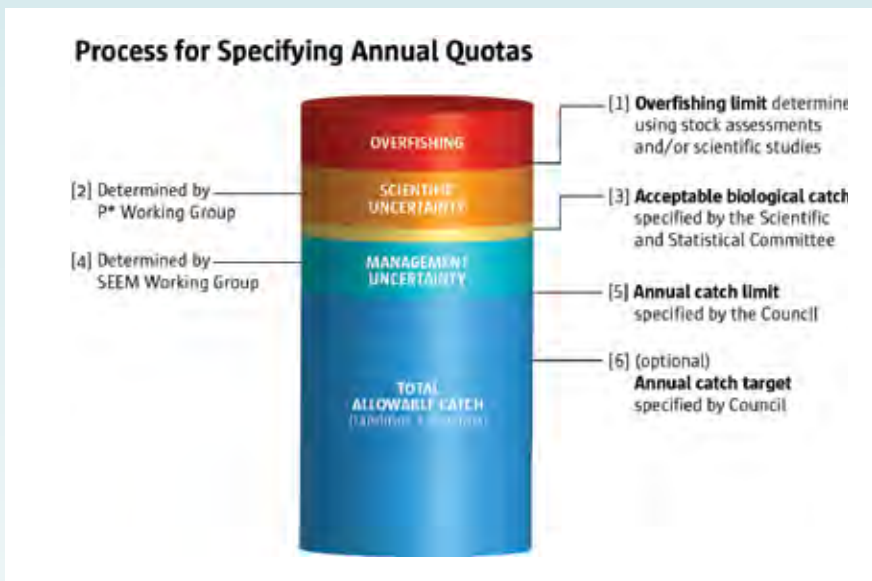 Process for Specifying Annual Quotas
OVERFISHING
[1] Overfishing limit determine
using stock assessments
and/or scientific studies
[2] Determined by
P* Working Group
SCIENTIFIC
UNCERTAINTY
[3] Acceptable biological catch
specified by the Scientific
and Statistical Committee
[4] Determined by
SEEM Working Group
MANAGEMENT
UNCERTAINTY
[5] Annual catch limit
specified by the Council
[6] (optional)
Annual catch target
specified by Council
TOTAL
ALLOWABLE CATCH